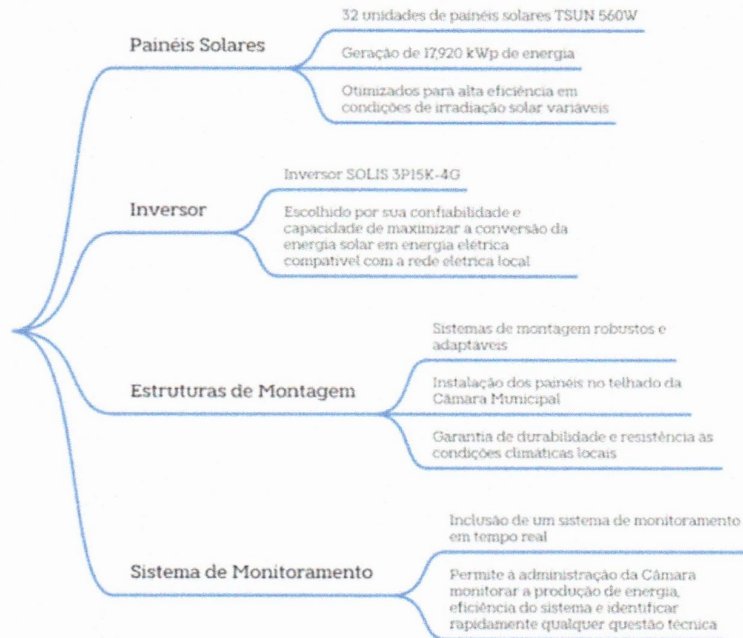 32 unidades de painéis solares TSUN 560W
Painéis Solares
Geração de 17,920 kWp de energia
Otimizados para alta eficiência em
condições de irradiação solar variáveis
Inversor SOLIS 3P15K-4G
Inversor
Escolhido por sua confiabilidade e
capacidade de maximizar a conversão da
energia solar em energia elétrica
compatível com a rede elétrica local
Sistemas de montagem robustos e
adaptáveis
Estruturas de Montagem
Instalação dos painéis no telhado da
Câmara Municipal
Garantia de durabilidade e resistência às
condições climáticas locais
Inclusão de um sistema de monitoramento
em tempo real
Sistema de Monitoramento
Permite à administração da Câmara
monitorar a produção de energia,
eficiência do sistema e identificar
rapidamente qualquer questão técnica